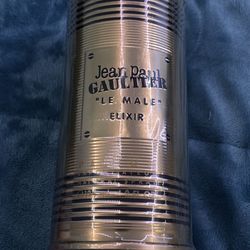 Jean Paul
GAULTIER
"LE MALE"
ELIXIR